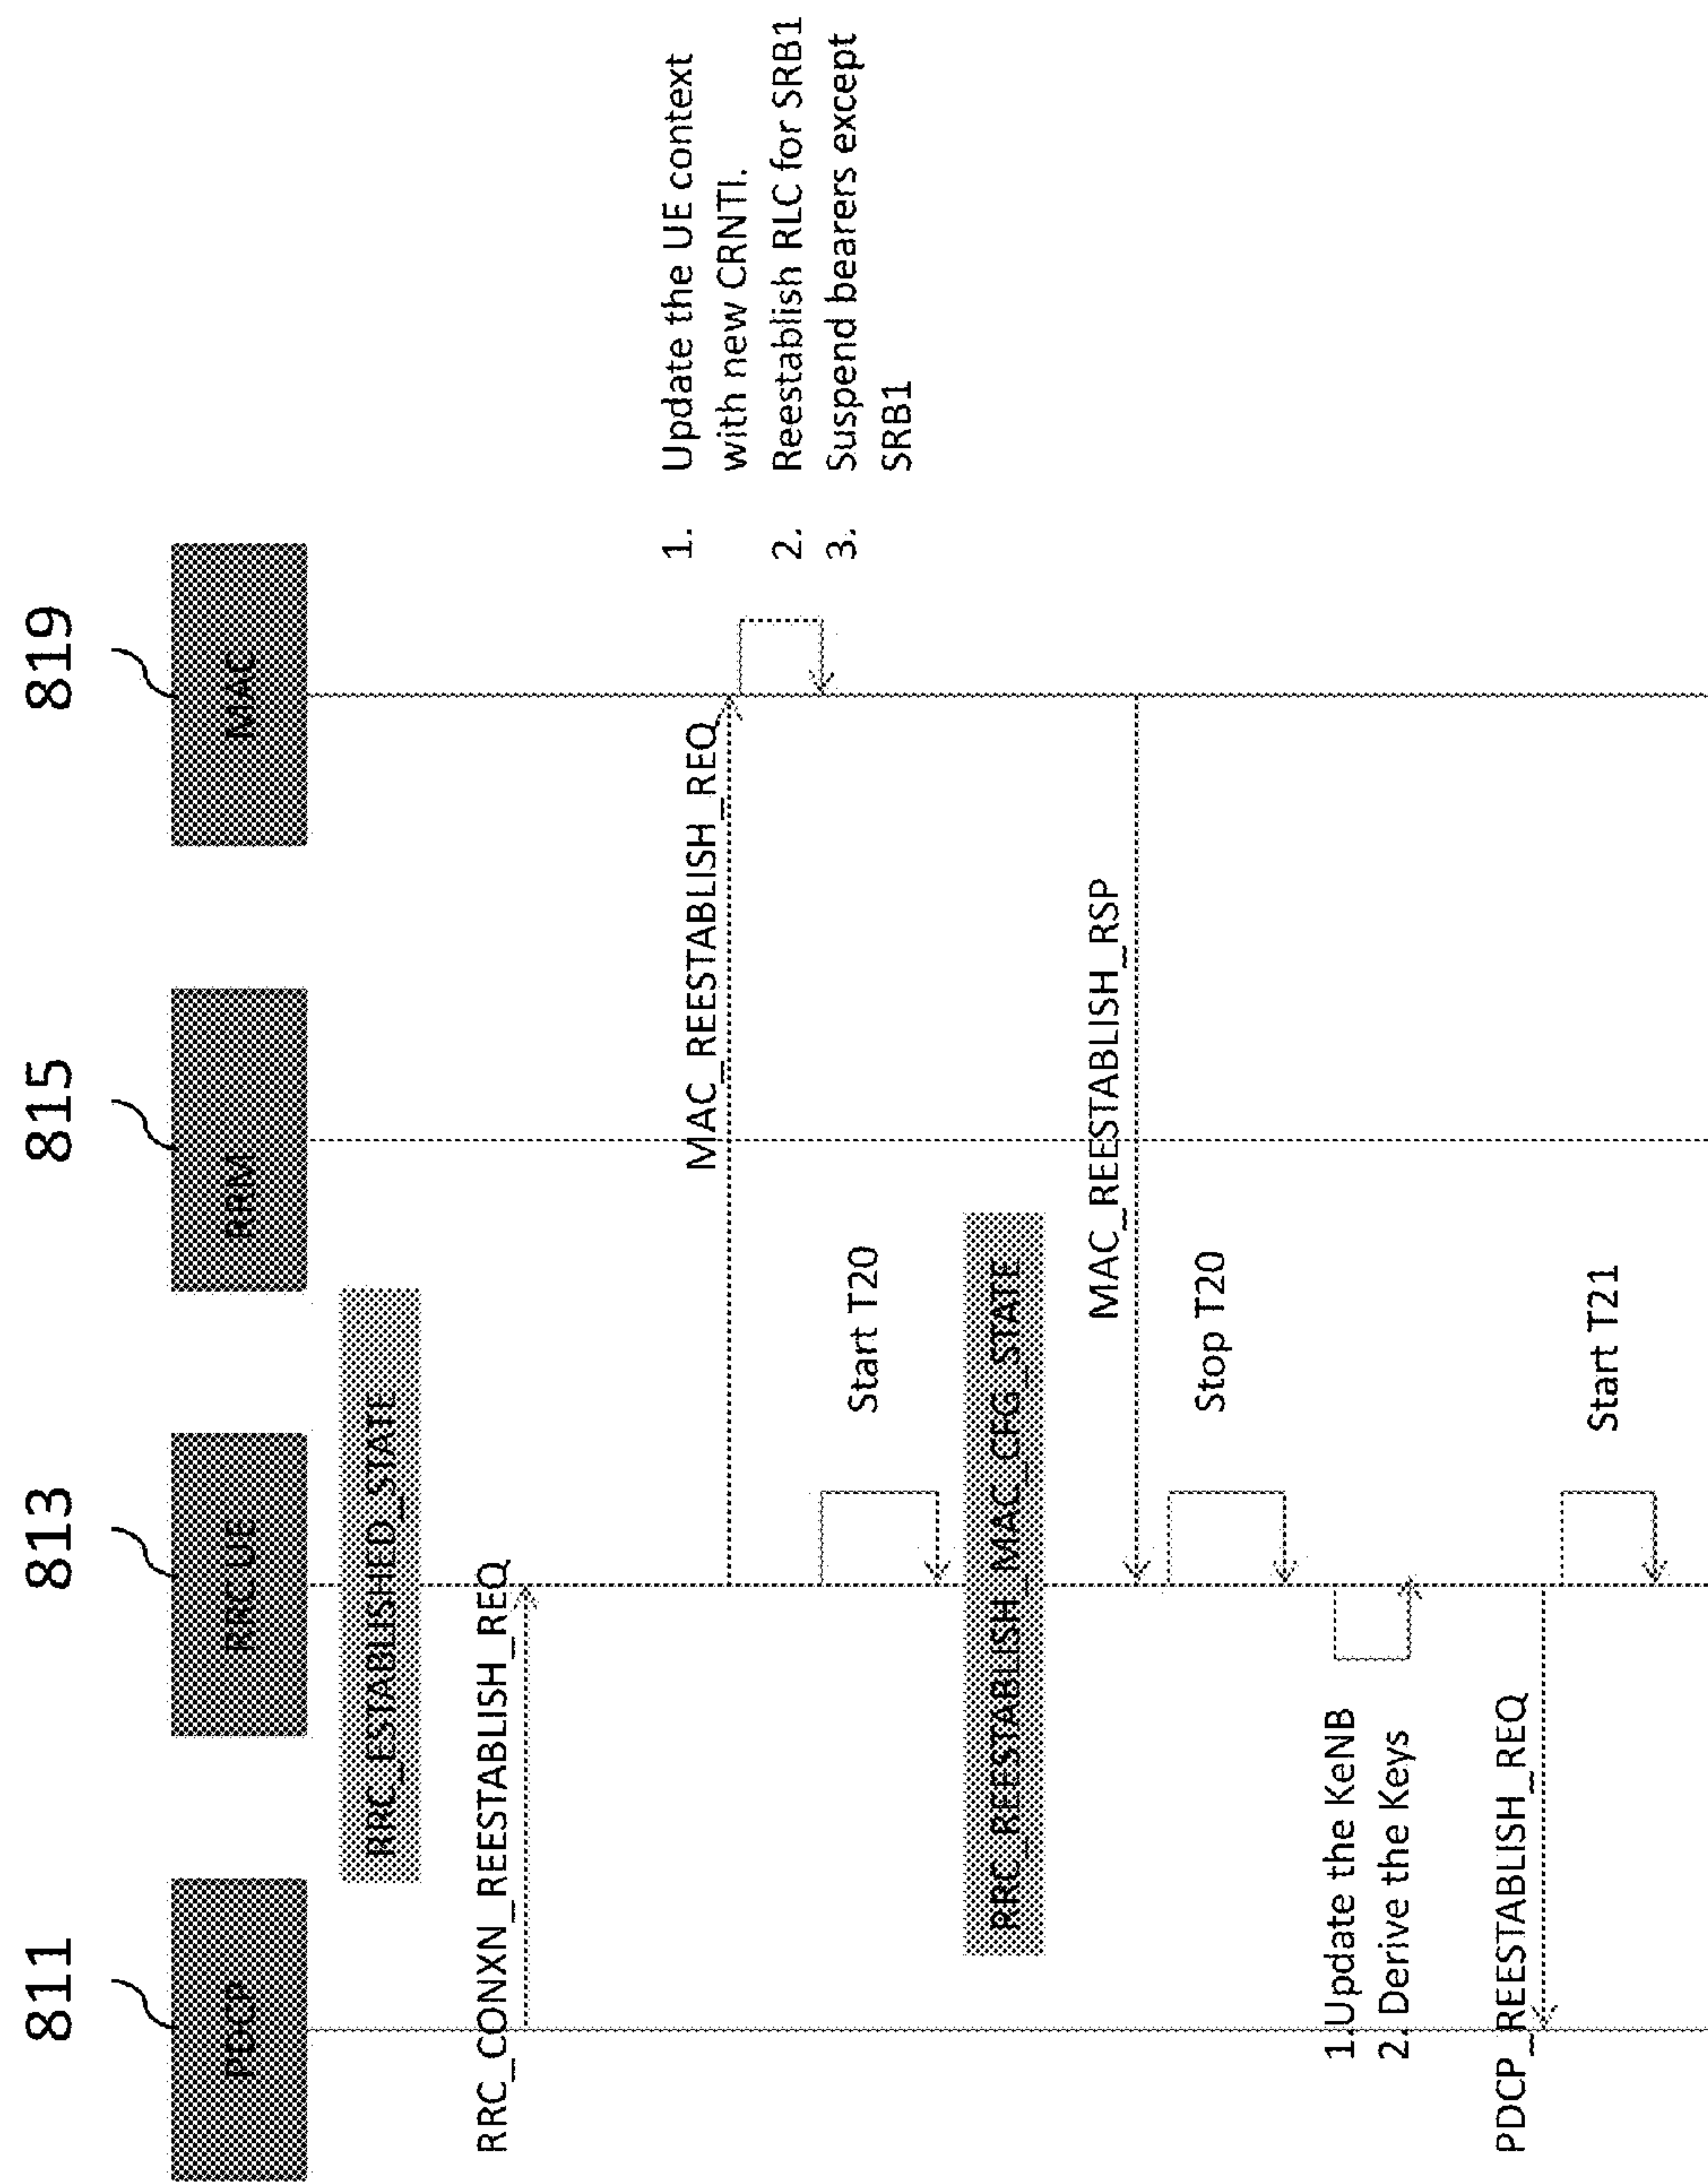 811
813
815
819
PDCP
RRC UE
RRM
MAC
RRC_ESTABLISHED_STATE
RRC_CONXN_REESTABLISH_REQ
MAC_REESTABLISH_REQ
1. Update the UE context
with new CRNTI.
2. Reestablish RLC for SRB1
3. Suspend bearers except
SRB1
Start T20
RRC_REESTABLISH_MAC_CFG_STATE
MAC_REESTABLISH_RSP
Stop T20
1.Update the KeNB
2. Derive the Keys
PDCP_REESTABLISH_REQ
Start T21